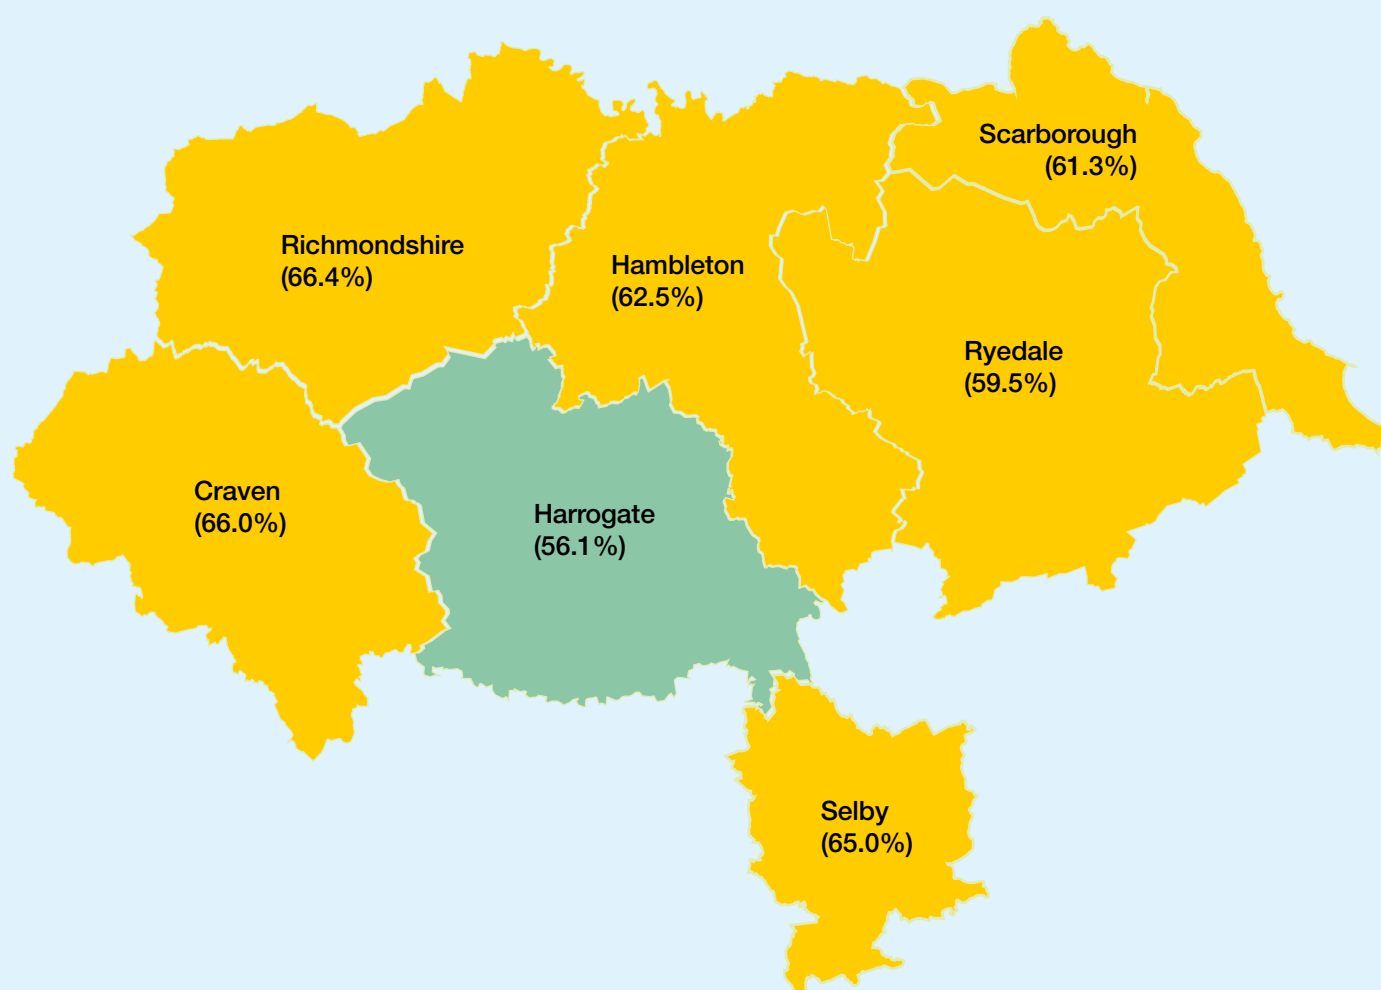 Scarborough
(61.3%)
Richmondshire
(66.4%)
Hambleton
(62.5%)
Ryedale
(59.5%)
Craven
(66.0%)
Harrogate
(56.1%)
Selby
(65.0%)